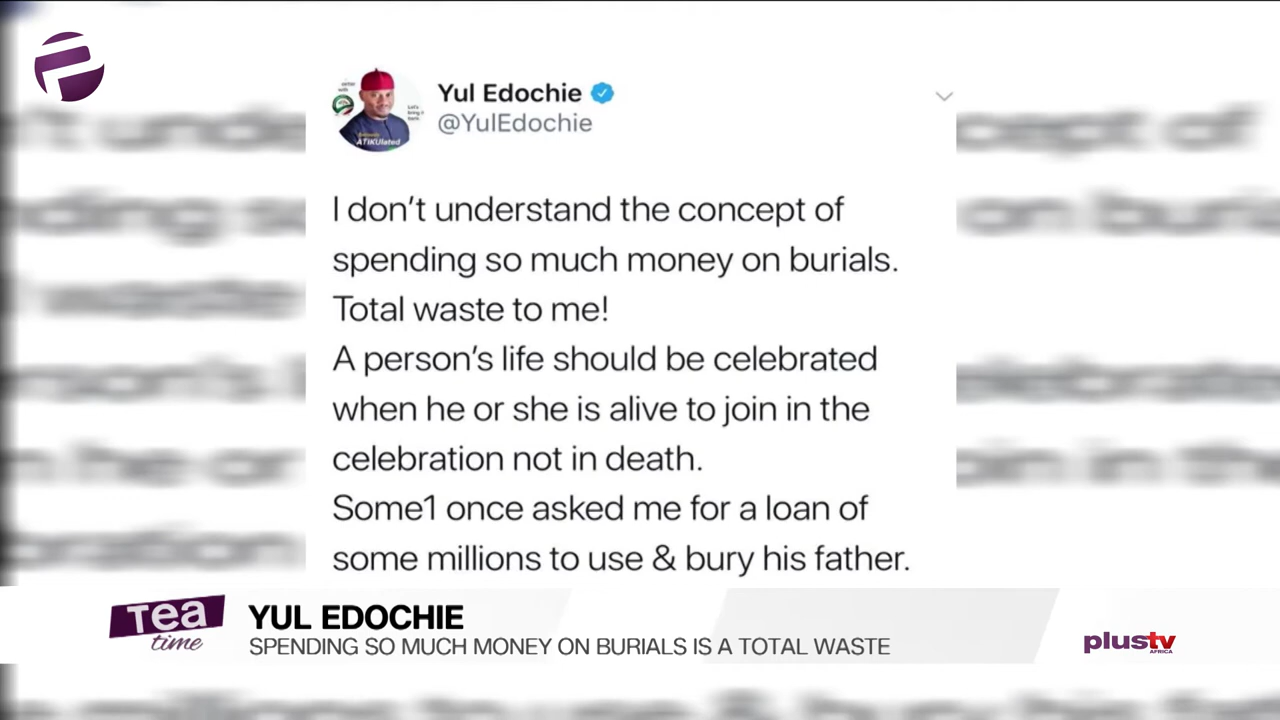 Yul Edochie
@YulEdochie
ATIKUlated
I don't understand the concept of
spending so much money on burials.
Total waste to me!
A person's life should be celebrated
when he or she is alive to join in the
celebration not in death.
Some1 once asked me for a loan of
some millions to use & bury his father.
Tea
time
YUL EDOCHIE
SPENDING SO MUCH MONEY ON BURIALS IS A TOTAL WASTE
plustv
AFRICA